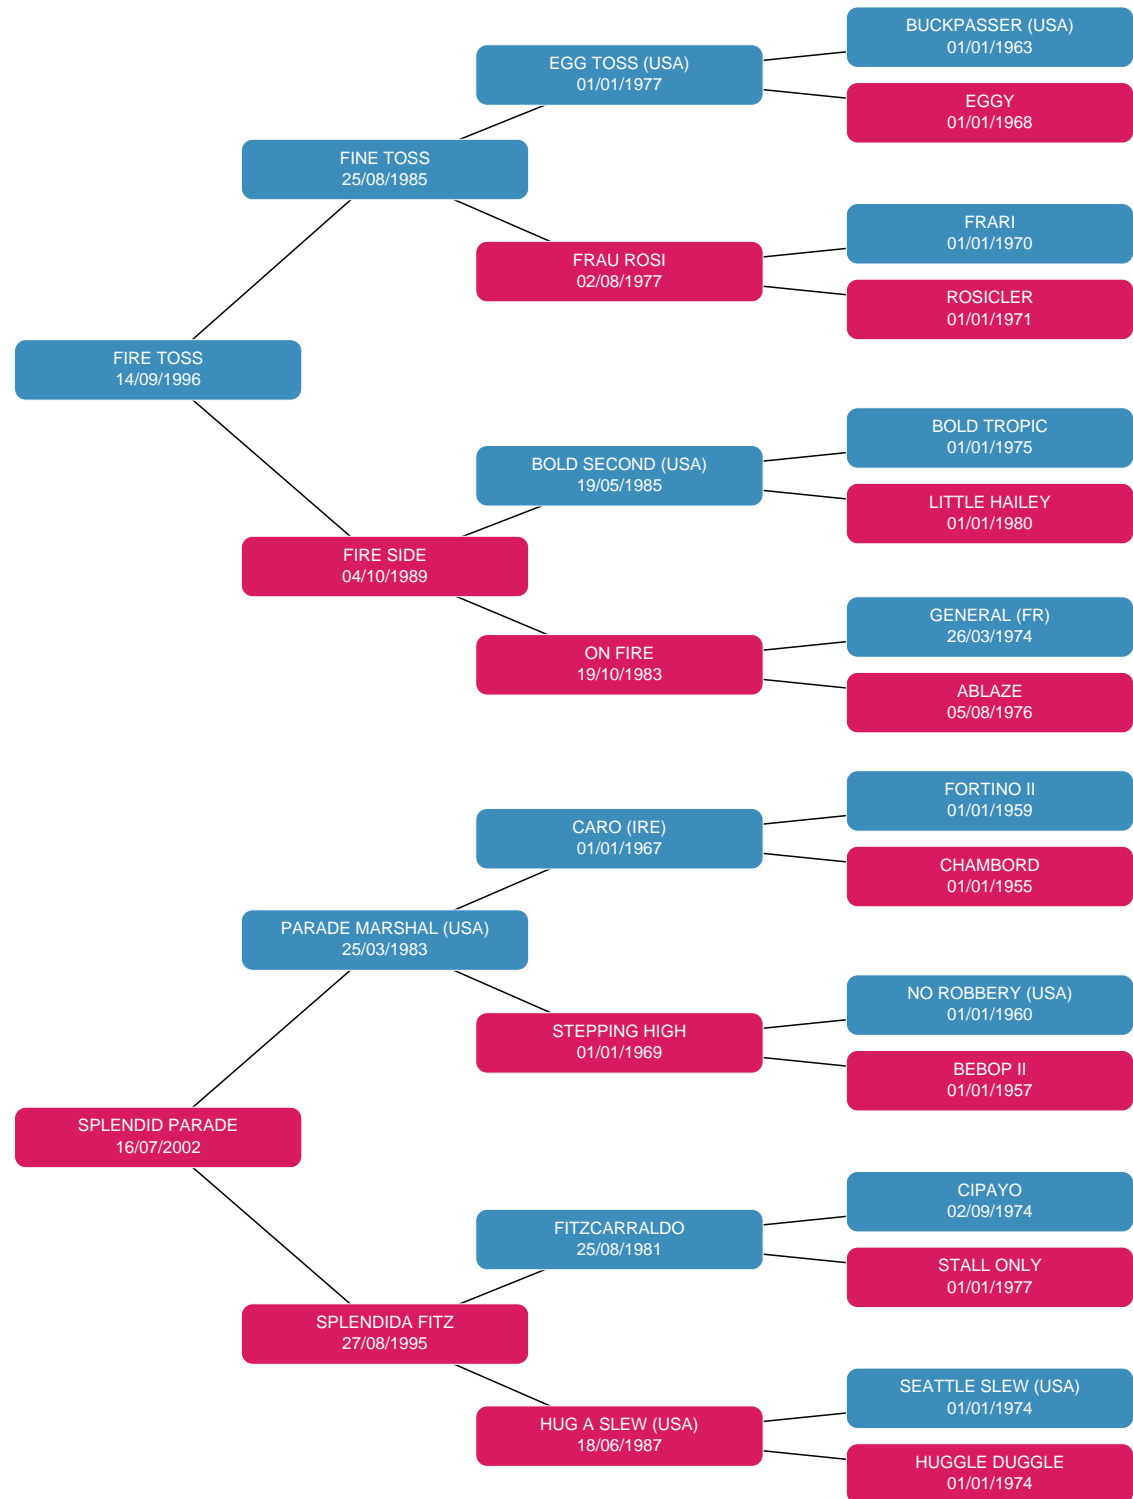 BUCKPASSER (USA)
01/01/1963
EGG TOSS (USA)
01/01/1977
EGGY
01/01/1968
FINE TOSS
25/08/1985
FRARI
01/01/1970
FRAU ROSI
02/08/1977
ROSICLER
01/01/1971
FIRE TOSS
14/09/1996
BOLD TROPIC
01/01/1975
BOLD SECOND (USA)
19/05/1985
LITTLE HAILEY
01/01/1980
FIRE SIDE
04/10/1989
GENERAL (FR)
26/03/1974
ON FIRE
19/10/1983
ABLAZE
05/08/1976
FORTINO II
01/01/1959
CARO (IRE)
01/01/1967
CHAMBORD
01/01/1955
PARADE MARSHAL (USA)
25/03/1983
NO ROBBERY (USA)
01/01/1960
STEPPING HIGH
01/01/1969
BEBOP II
01/01/1957
SPLENDID PARADE
16/07/2002
CIPAYO
02/09/1974
FITZCARRALDO
25/08/1981
STALL ONLY
01/01/1977
SPLENDIDA FITZ
27/08/1995
SEATTLE SLEW (USA)
01/01/1974
HUG A SLEW (USA)
18/06/1987
HUGGLE DUGGLE
01/01/1974